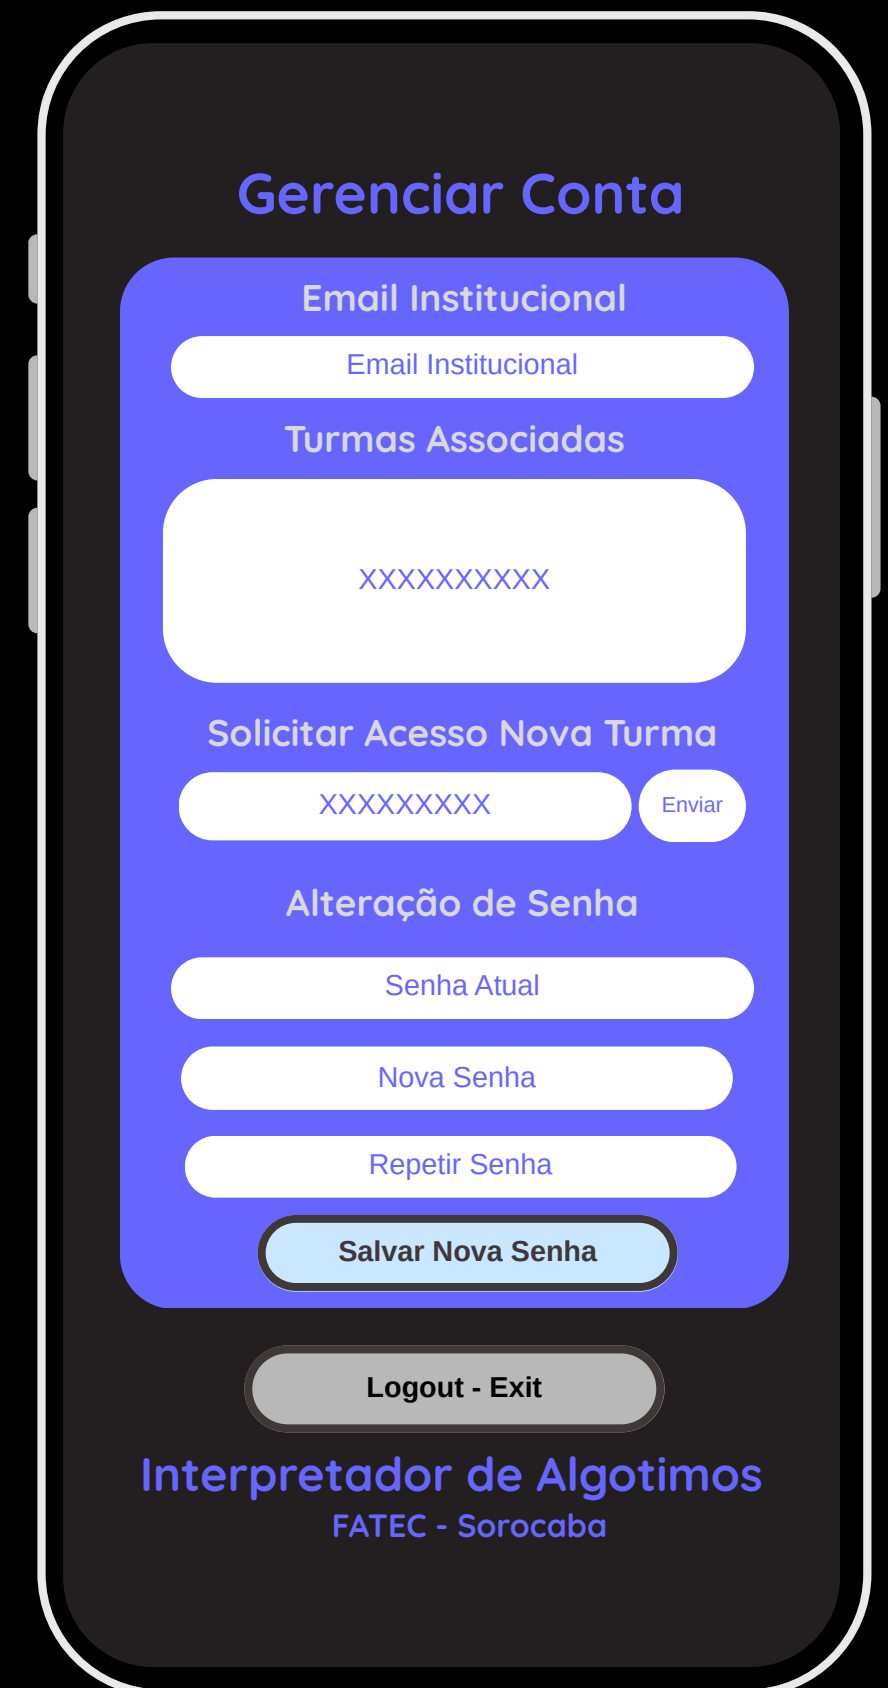 Gerenciar Conta
Email Institucional
Email Institucional
Turmas Associadas
XXXXXXXXXX
Solicitar Acesso Nova Turma
XXXXXXXXX Enviar
Alteração de Senha
Senha Atual
Nova Senha
Repetir Senha
Salvar Nova Senha
Logout - Exit
Interpretador de Algotimos
FATEC - Sorocaba